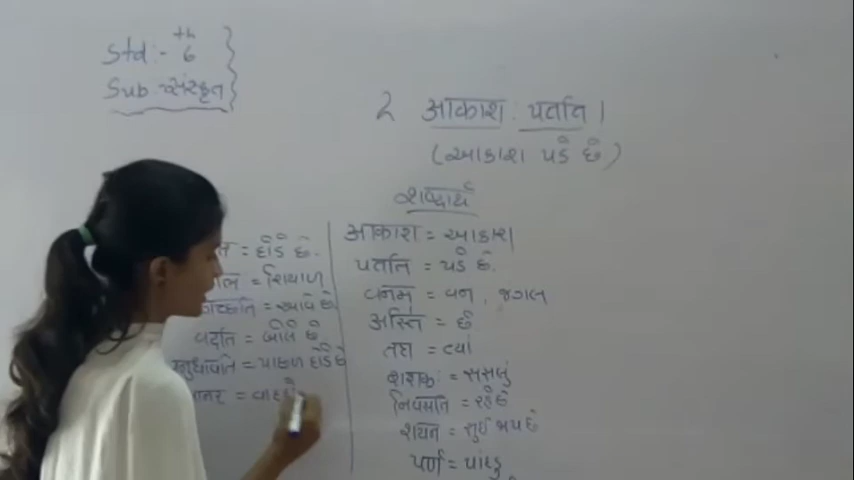 Std :- 6th
Sub :- संस्कृत
2 आकाश: पतति।
(આકાશ પડે છે)
શબ્દાર્થ
आकाश = આકાશ
पतति = પડે છે.
वनम् = વન, જંગલ
अस्ति = છે
तत्र = ત્યાં
शशक: = સસલું
निवसति = રહે છે
शयन = સુઈ જાય છે
पर्ण = પાંદડુ
= દોડે છે.
= શિયાળ
= આવે છે
वदति = બોલે છે
= પાછળ દોડે છે